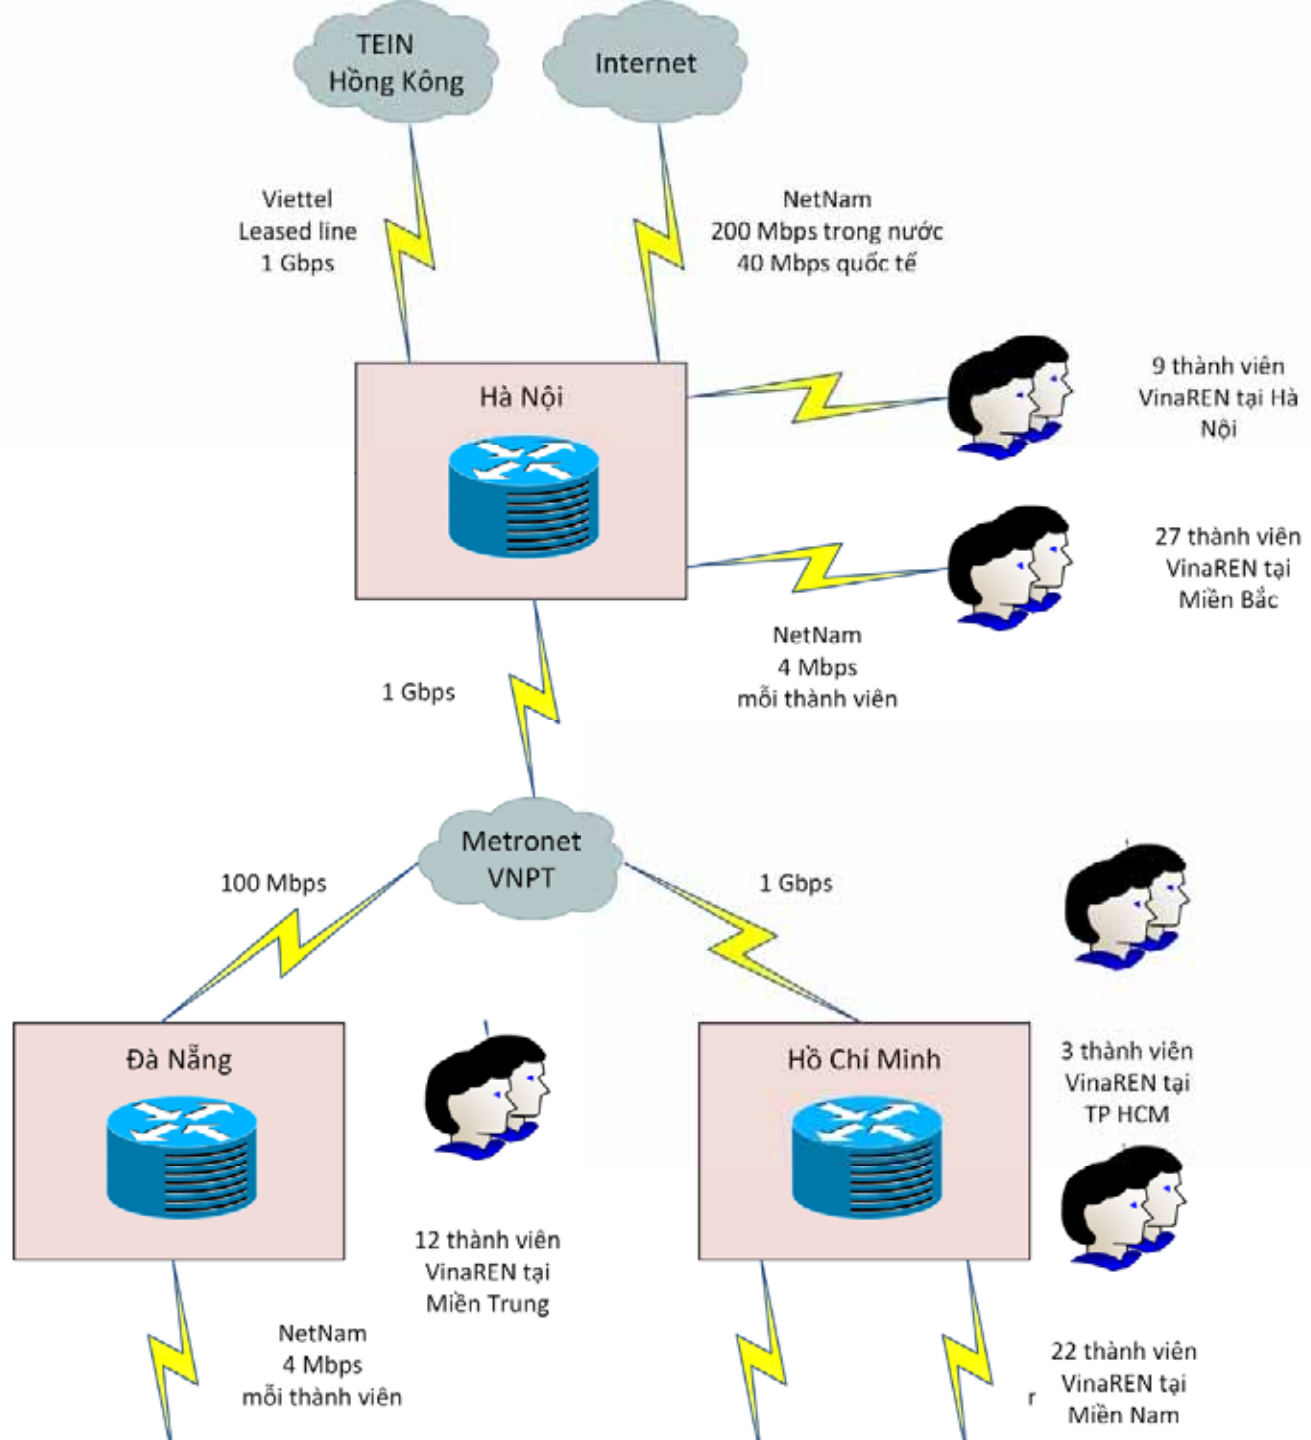 TEIN
Hồng Kông
Internet
Viettel
Leased line
1 Gbps
NetNam
200 Mbps trong nước
40 Mbps quốc tế
Hà Nội
9 thành viên
VinaREN tại Hà
Nội
27 thành viên
VinaREN tại
Miền Bắc
NetNam
4 Mbps
mỗi thành viên
1 Gbps
Metronet
VNPT
100 Mbps
1 Gbps
Đà Nẵng
Hồ Chí Minh
3 thành viên
VinaREN tại
TP HCM
12 thành viên
VinaREN tại
Miền Trung
NetNam
4 Mbps
mỗi thành viên
22 thành viên
VinaREN tại
r
Miền Nam